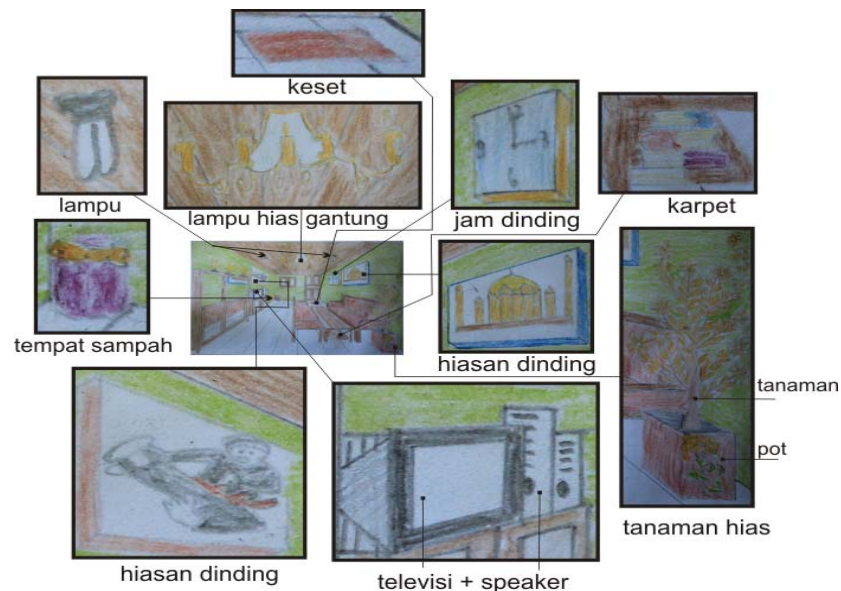 keset
lampu
lampu hias gantung
jam dinding
karpet
tempat sampah
hiasan dinding
tanaman
pot
tanaman hias
hiasan dinding
televisi + speaker